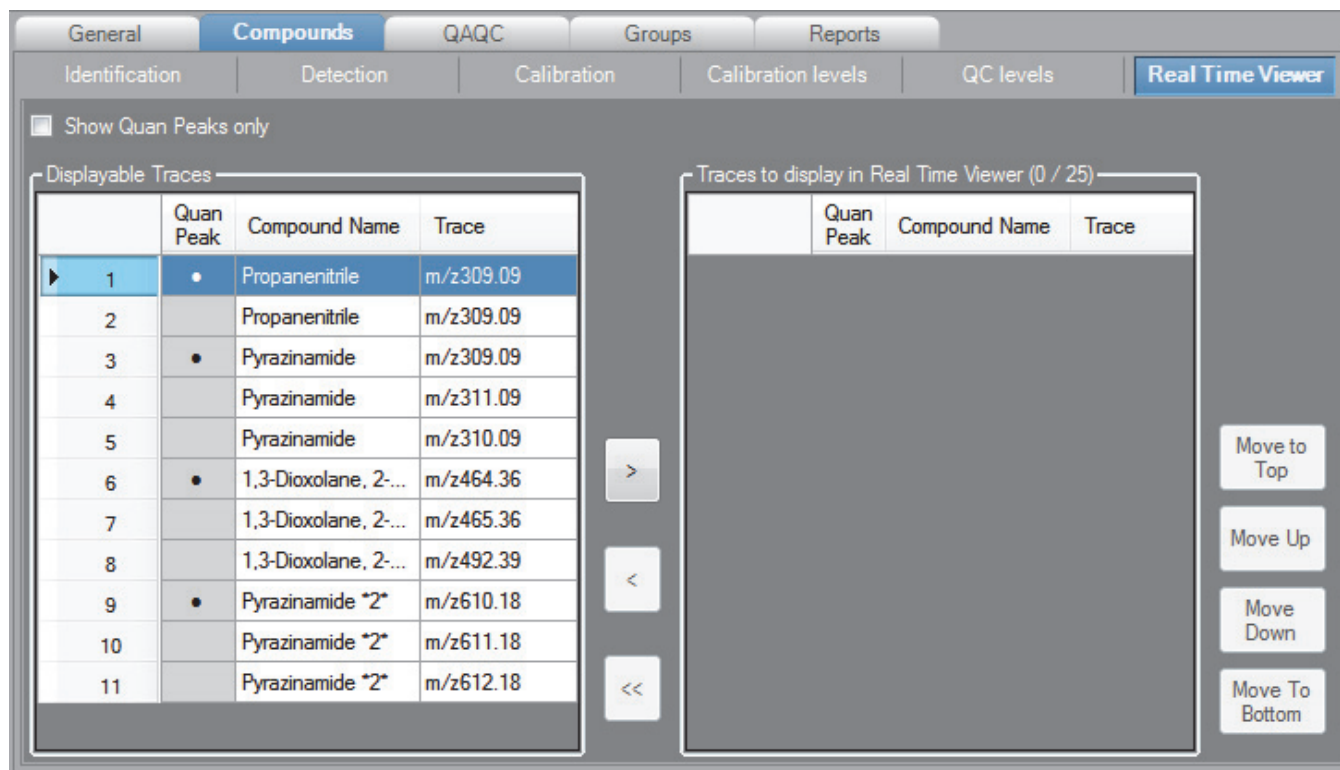 General Compounds QAQC Groups Reports
Identification Detection Calibration Calibration levels QC levels Real Time Viewer
Show Quan Peaks only
Displayable Traces
Quan Peak Compound Name Trace
1 • Propanenitrile m/z309.09
2 Propanenitrile m/z309.09
3 • Pyrazinamide m/z309.09
4 Pyrazinamide m/z311.09
5 Pyrazinamide m/z310.09
6 • 1,3-Dioxolane, 2-... m/z464.36
7 1,3-Dioxolane, 2-... m/z465.36
8 1,3-Dioxolane, 2-... m/z492.39
9 • Pyrazinamide *2* m/z610.18
10 Pyrazinamide *2* m/z611.18
11 Pyrazinamide *2* m/z612.18
>
<
<<
Traces to display in Real Time Viewer (0 / 25)
Quan Peak Compound Name Trace
Move to
Top
Move Up
Move
Down
Move To
Bottom